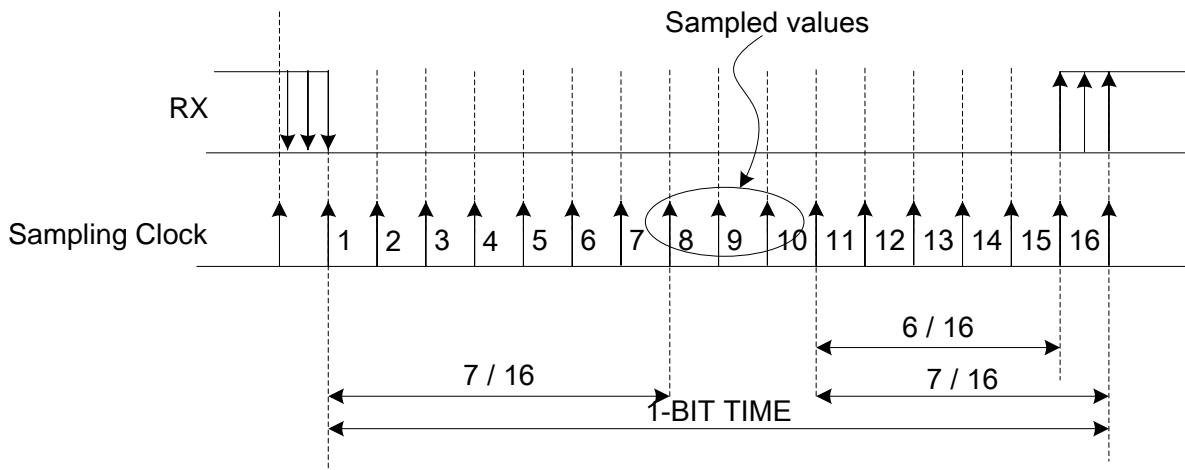 Sampled values
RX
Sampling Clock
1 2 3 4 5 6 7 8 9 10 11 12 13 14 15 16
6 / 16
7 / 16
7 / 16
1-BIT TIME